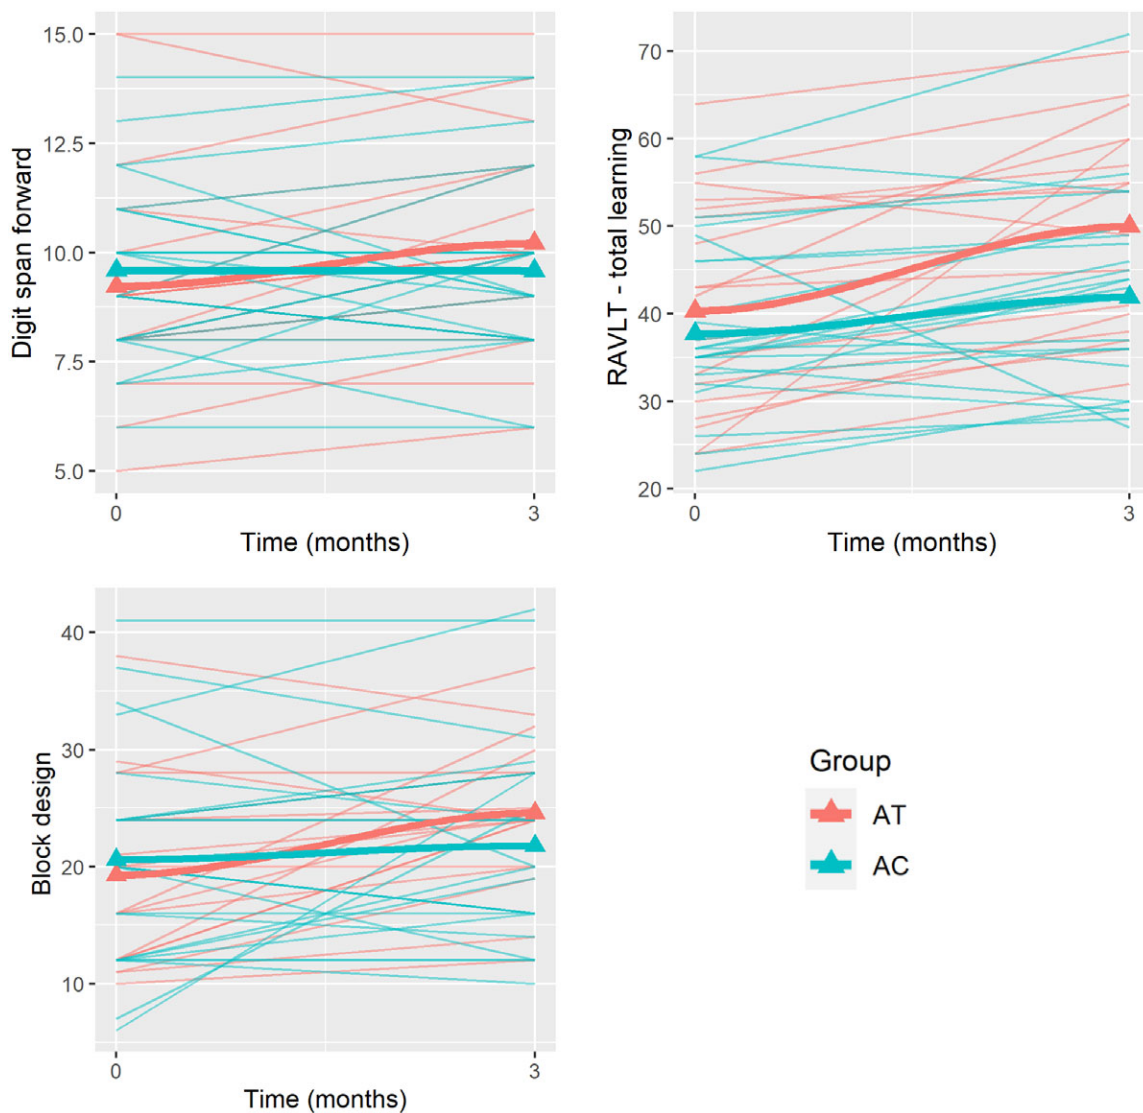 Digit span forward
15.0
12.5
10.0
7.5
5.0
0
3
Time (months)
RAVLT - total learning
70
60
50
40
30
20
0
3
Time (months)
Block design
40
30
20
10
0
3
Time (months)
Group
AT
AC